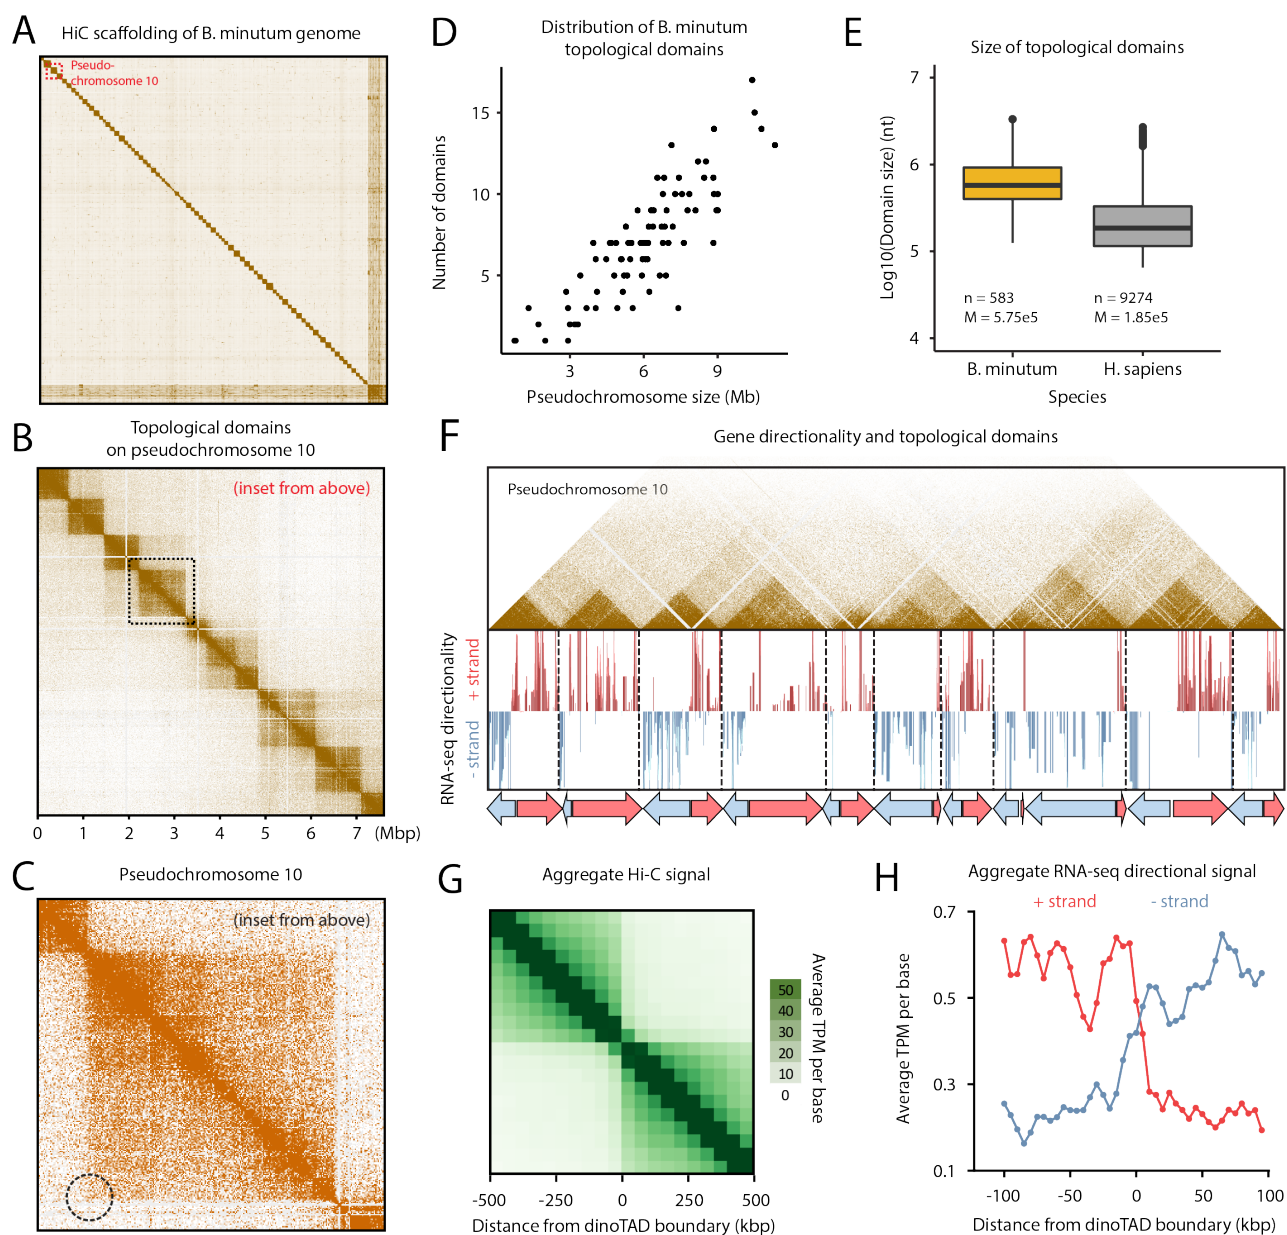 A
HiC scaffolding of B. minutum genome
Pseudo-
chromosome 10
B
Topological domains
on pseudochromosome 10
(inset from above)
0 1 2 3 4 5 6 7 (Mbp)
C
Pseudochromosome 10
(inset from above)
D
Distribution of B. minutum
topological domains
Number of domains
15
10
5
3 6 9
Pseudochromosome size (Mb)
E
Size of topological domains
Log10(Domain size) (nt)
7
6
5
4
n = 583
M = 5.75e5
n = 9274
M = 1.85e5
B. minutum H. sapiens
Species
F
Gene directionality and topological domains
Pseudochromosome 10
RNA-seq directionality
- strand + strand
G
Aggregate Hi-C signal
50
40
30
20
10
0
Average TPM per base
-500 -250 0 250 500
Distance from dinoTAD boundary (kbp)
H
Aggregate RNA-seq directional signal
+ strand - strand
Average TPM per base
0.7
0.5
0.3
0.1
-100 -50 0 50 100
Distance from dinoTAD boundary (kbp)